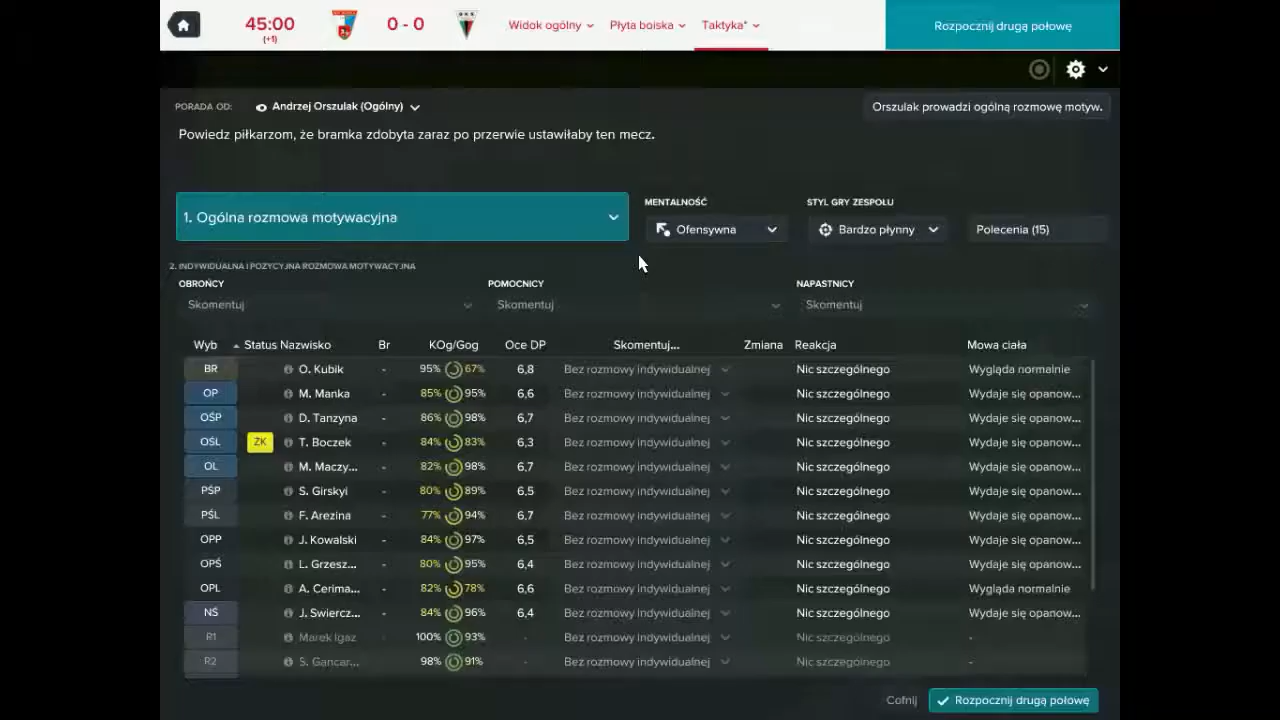 45:00 0 - 0 Widok ogólny Płyta boiska Taktyka* Rozpocznij drugą połowę
(+1)
PORADA OD: Andrzej Orszulak (Ogólny) Orszulak prowadzi ogólną rozmowę motyw.
Powiedz piłkarzom, że bramka zdobyta zaraz po przerwie ustawiłaby ten mecz.
MENTALNOŚĆ STYL GRY ZESPOŁU
1. Ogólna rozmowa motywacyjna Ofensywna Bardzo płynny Polecenia (15)
2. INDYWIDUALNA I POZYCYJNA ROZMOWA MOTYWACYJNA
OBROŃCY POMOCNICY NAPASTNICY
Skomentuj Skomentuj Skomentuj
Wyb Status Nazwisko Br KOg/Gog Oce DP Skomentuj... Zmiana Reakcja Mowa ciała
BR O. Kubik - 95% 67% 6,8 Bez rozmowy indywidualnej Nic szczególnego Wygląda normalnie
OP M. Manka - 85% 95% 6,6 Bez rozmowy indywidualnej Nic szczególnego Wydaje się opanow...
OŚP D. Tanzyna - 86% 98% 6,7 Bez rozmowy indywidualnej Nic szczególnego Wydaje się opanow...
OŚL ŻK T. Boczek - 84% 83% 6,3 Bez rozmowy indywidualnej Nic szczególnego Wydaje się opanow...
OL M. Maczy... - 82% 98% 6,7 Bez rozmowy indywidualnej Nic szczególnego Wydaje się opanow...
PŚP S. Girskyi - 80% 89% 6,5 Bez rozmowy indywidualnej Nic szczególnego Wydaje się opanow...
PŚL F. Arezina - 77% 94% 6,7 Bez rozmowy indywidualnej Nic szczególnego Wydaje się opanow...
OPP J. Kowalski - 84% 97% 6,5 Bez rozmowy indywidualnej Nic szczególnego Wydaje się opanow...
OPŚ L. Grzesz... - 80% 95% 6,4 Bez rozmowy indywidualnej Nic szczególnego Wydaje się opanow...
OPL A. Cerima... - 82% 78% 6,6 Bez rozmowy indywidualnej Nic szczególnego Wygląda normalnie
NŚ J. Swiercz... - 84% 96% 6,4 Bez rozmowy indywidualnej Nic szczególnego Wydaje się opanow...
R1 Marek Igaz - 100% 93% - Bez rozmowy indywidualnej Nic szczególnego -
R2 S. Gancar... - 98% 91% - Bez rozmowy indywidualnej Nic szczególnego -
Cofnij Rozpocznij drugą połowę